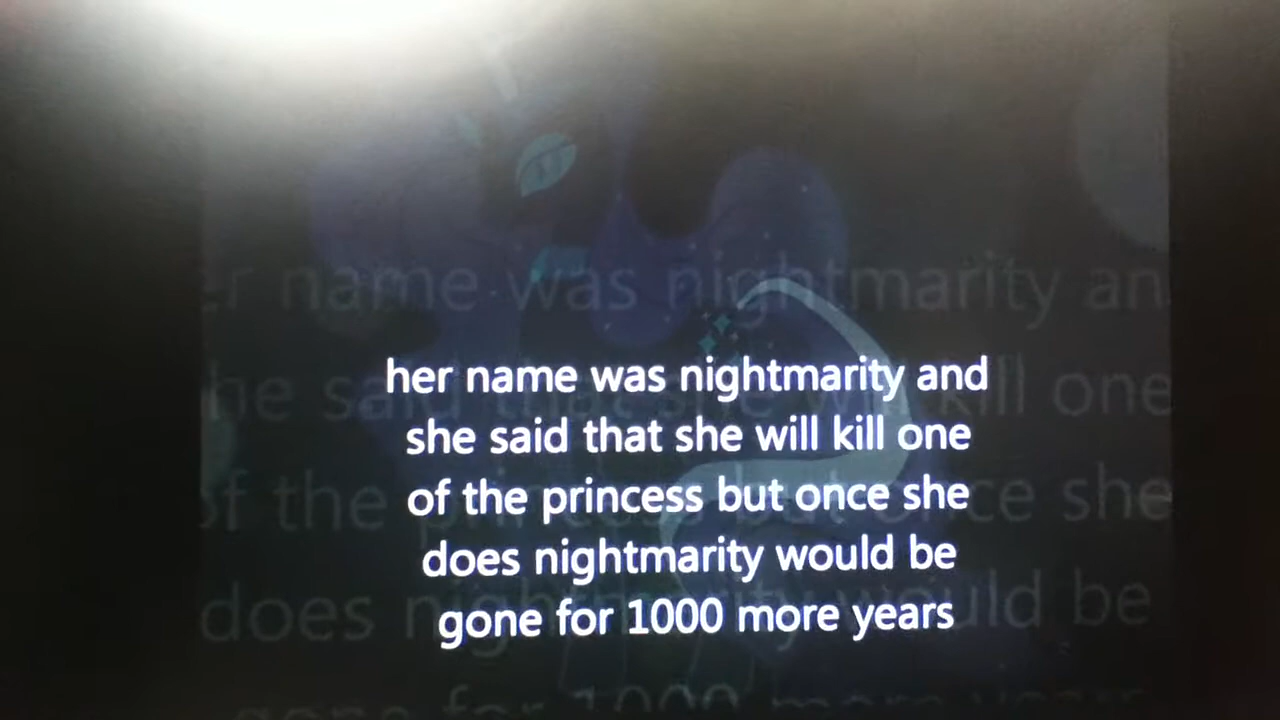 her name was nightmarity and
she said that she will kill one
of the princess but once she
does nightmarity would be
gone for 1000 more years